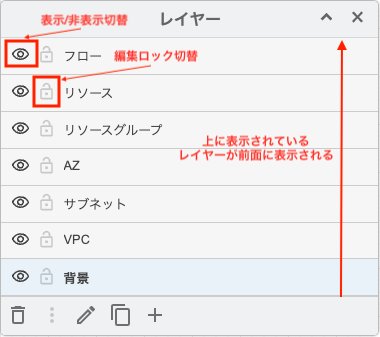 表示/非表示切替
レイヤー
フロー
編集ロック切替
リソース
リソースグループ
上に表示されている
レイヤーが前面に表示される
AZ
サブネット
VPC
背景